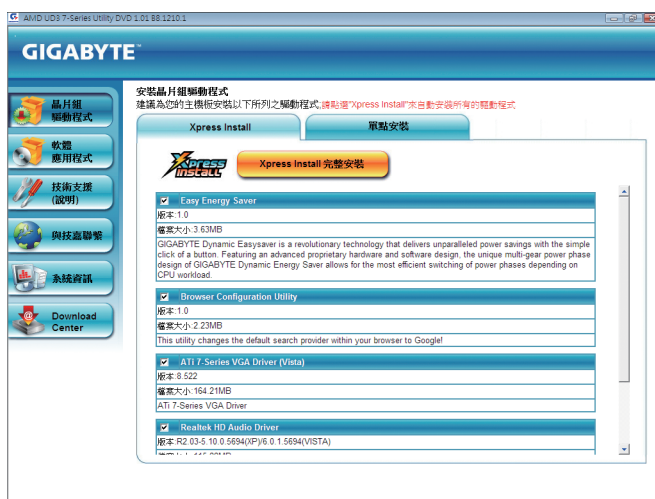 AMD UD3 7-Series Utility DVD 1.01 B8.1210.1
GIGABYTE™
晶片組
驅動程式
軟體
應用程式
技術支援
(說明)
與技嘉聯繫
系統資訊
Download
Center
安裝晶片組驅動程式
建議為您的主機板安裝以下所列之驅動程式;請點選"Xpress Install"來自動安裝所有的驅動程式
Xpress Install
單點安裝
Xpress INSTALL
Xpress Install 完整安裝
Easy Energy Saver
版本:1.0
檔案大小:3.63MB
GIGABYTE Dynamic Easysaver is a revolutionary technology that delivers unparalleled power savings with the simple
click of a button. Featuring an advanced proprietary hardware and software design, the unique multi-gear power phase
design of GIGABYTE Dynamic Energy Saver allows for the most efficient switching of power phases depending on
CPU workload.
Browser Configuration Utility
版本:1.0
檔案大小:2.23MB
This utility changes the default search provider within your browser to Google!
ATi 7-Series VGA Driver (Vista)
版本:8.522
檔案大小:164.21MB
ATi 7-Series VGA Driver
Realtek HD Audio Driver
版本:R2.03-5.10.0.5694(XP)/6.0.1.5694(VISTA)